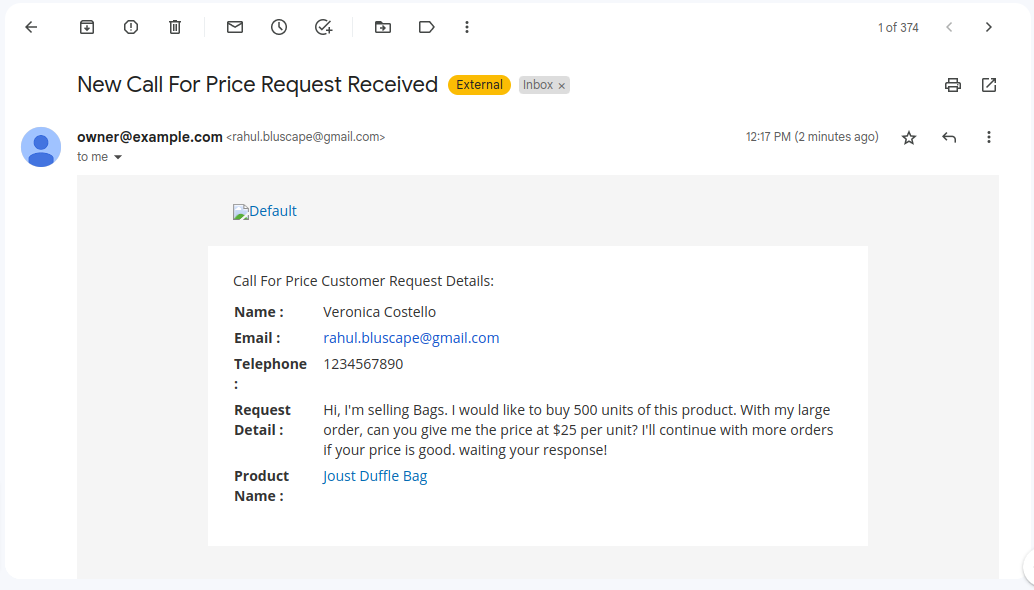 1 of 374
New Call For Price Request Received External Inbox ×
owner@example.com <rahul.bluscape@gmail.com> 12:17 PM (2 minutes ago)
to me
Default
Call For Price Customer Request Details:
Name : Veronica Costello
Email : rahul.bluscape@gmail.com
Telephone 1234567890
:
Request Hi, I'm selling Bags. I would like to buy 500 units of this product. With my large
Detail : order, can you give me the price at $25 per unit? I'll continue with more orders
if your price is good. waiting your response!
Product Joust Duffle Bag
Name :